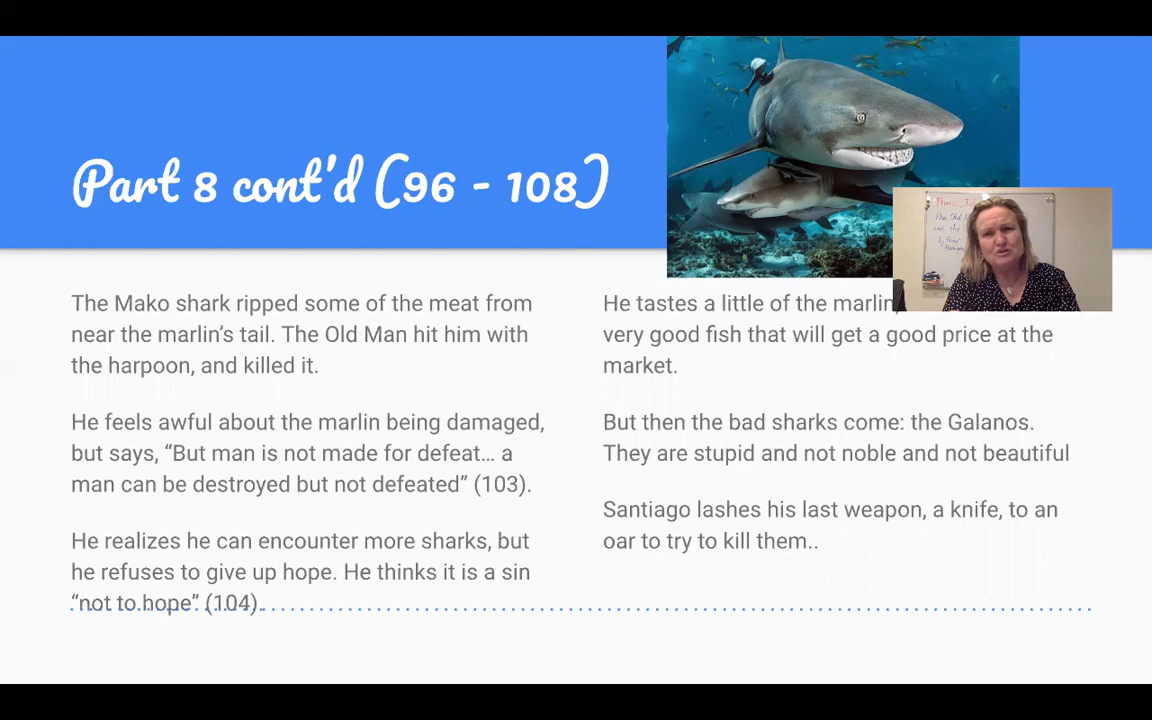 Part 8 cont'd (96 - 108)
The Mako shark ripped some of the meat from
near the marlin's tail. The Old Man hit him with
the harpoon, and killed it.
He feels awful about the marlin being damaged,
but says, “But man is not made for defeat... a
man can be destroyed but not defeated” (103).
He realizes he can encounter more sharks, but
he refuses to give up hope. He thinks it is a sin
“not to hope” (104).
He tastes a little of the marlin,
very good fish that will get a good price at the
market.
But then the bad sharks come: the Galanos.
They are stupid and not noble and not beautiful
Santiago lashes his last weapon, a knife, to an
oar to try to kill them..
The Old